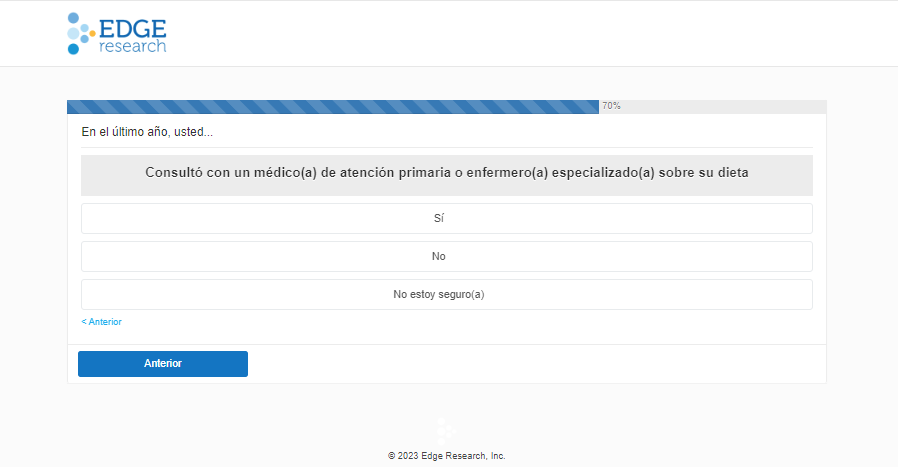 EDGE
research
70%
En el último año, usted...
Consultó con un médico(a) de atención primaria o enfermero(a) especializado(a) sobre su dieta
Sí
No
No estoy seguro(a)
< Anterior
Anterior
© 2023 Edge Research, Inc.